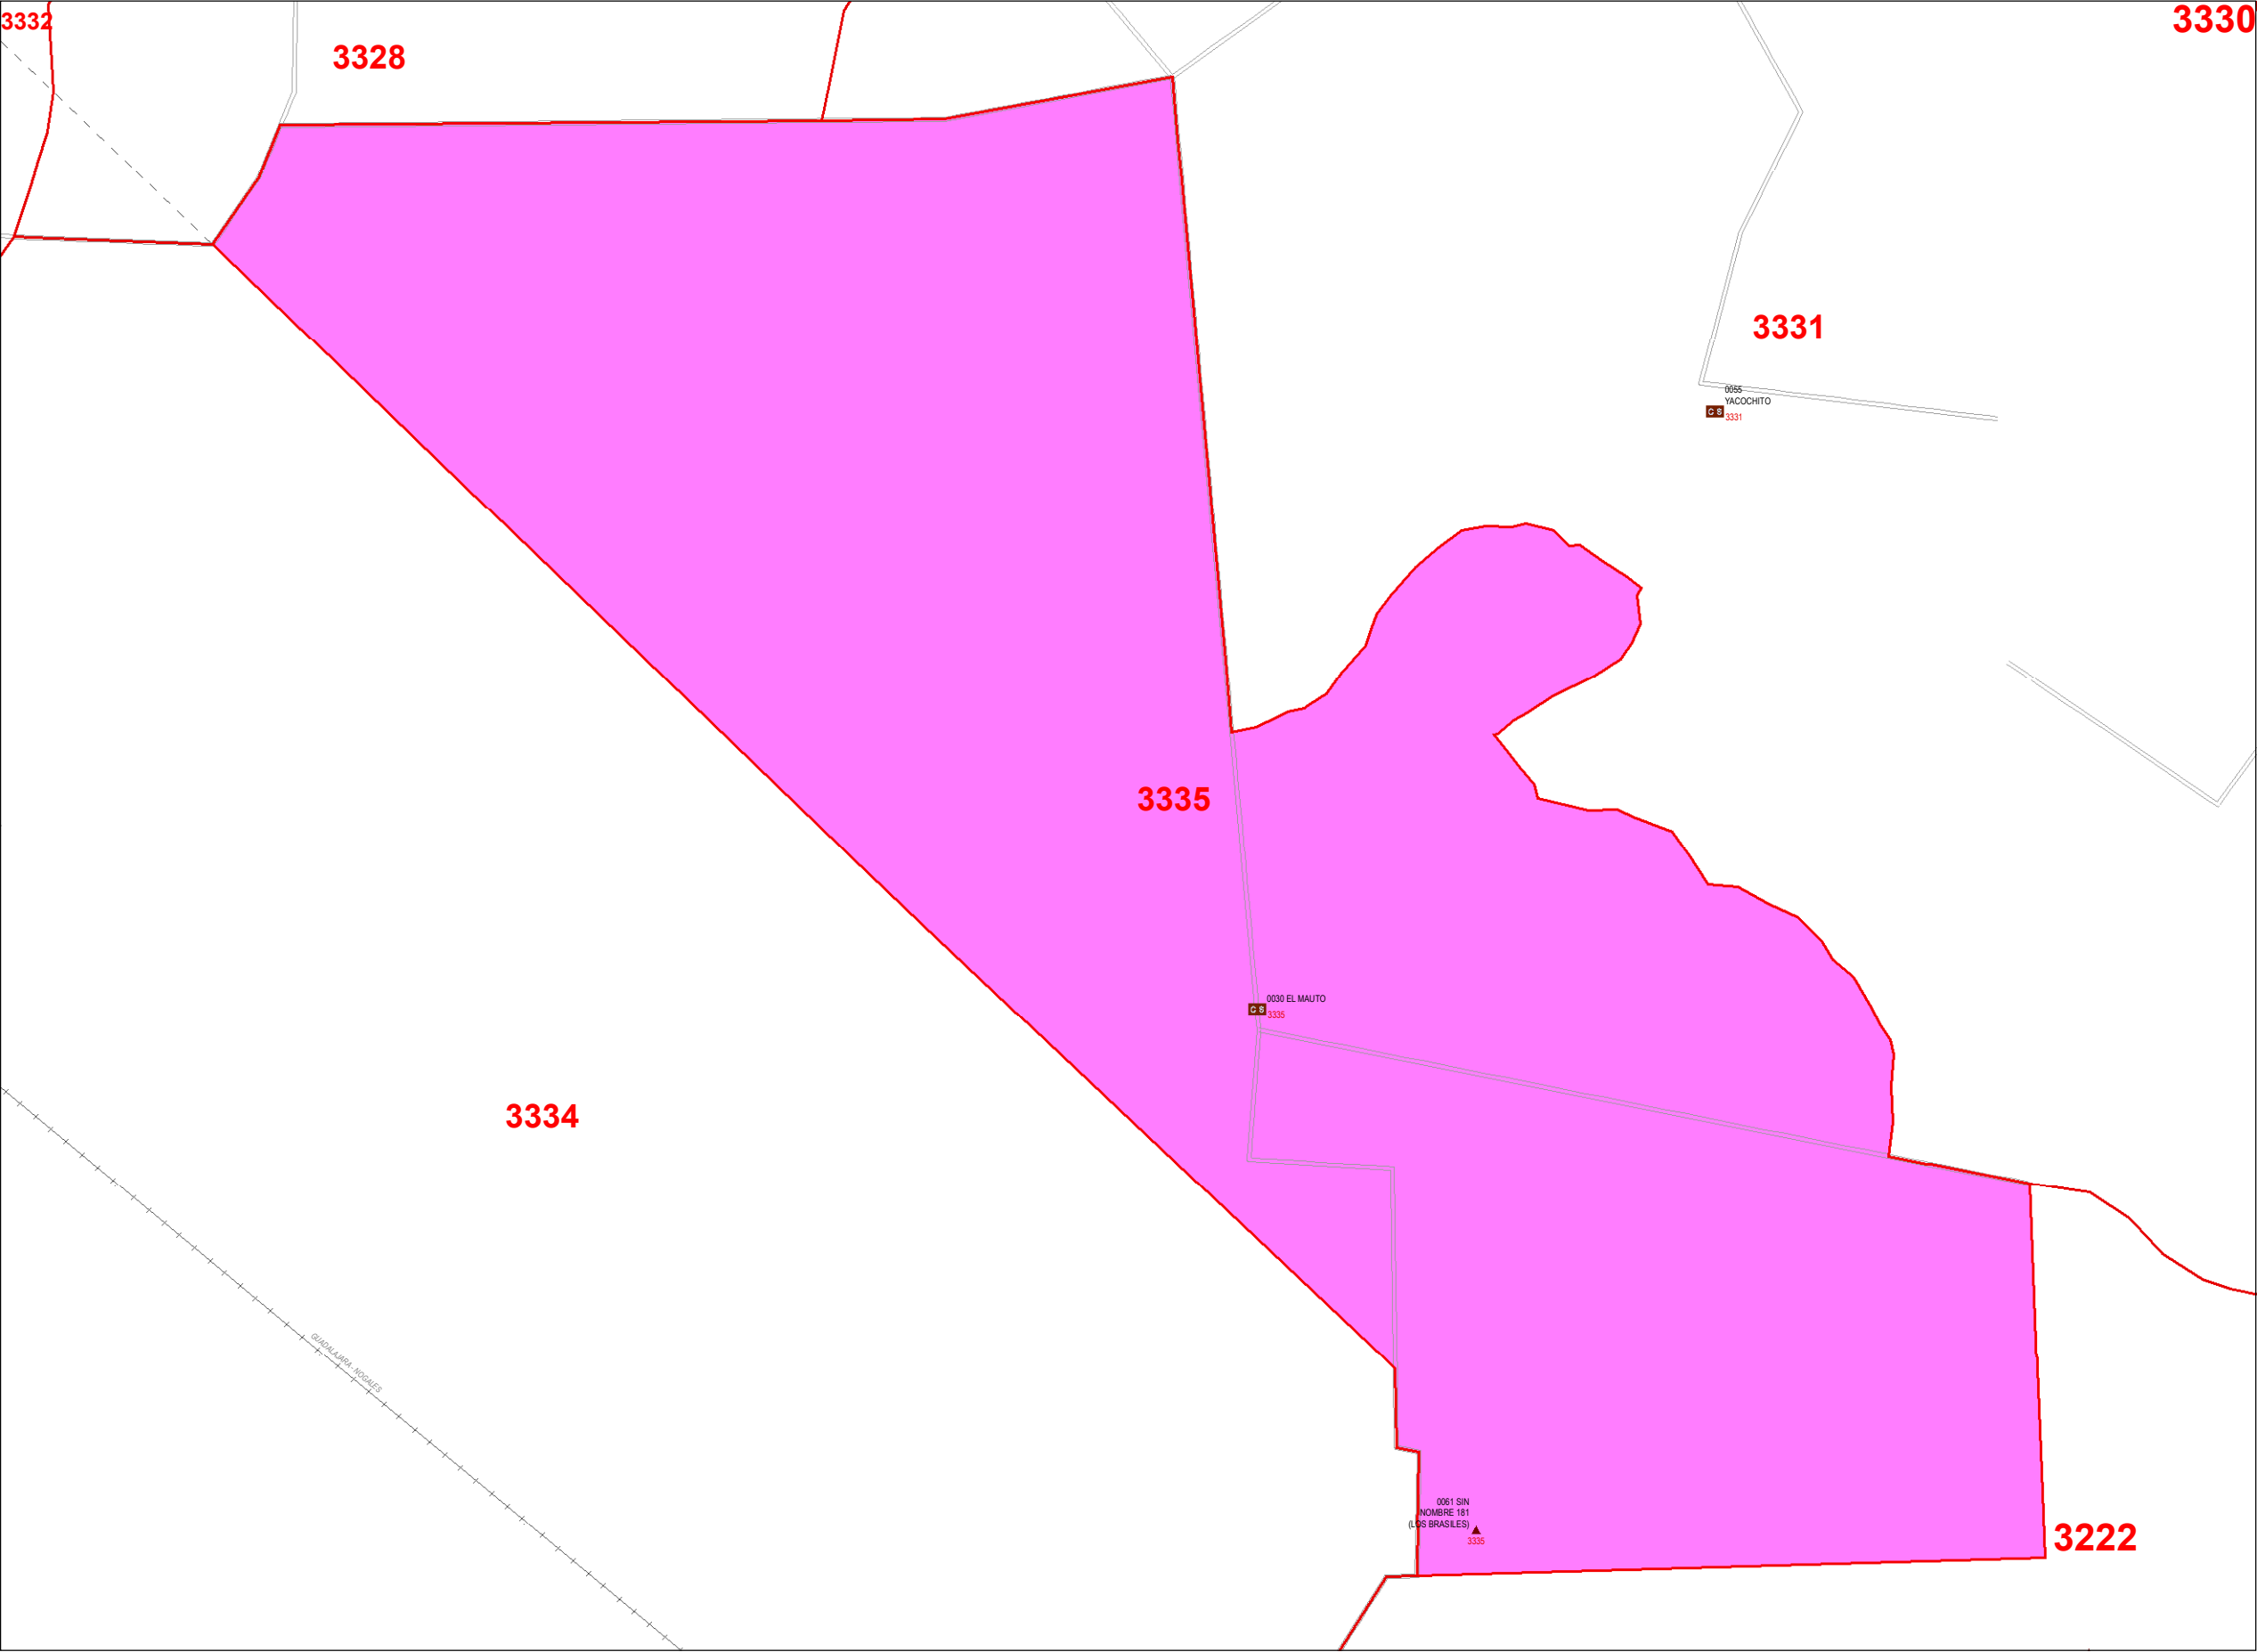 3332
3330
3328
3331
0055
YACOCHITO
C S
3331
3335
0030 EL MAUTO
C S
3335
3334
GUADALAJARA - NOGALES
0061 SIN
NOMBRE 181
(LOS BRASILES)
3335
3222